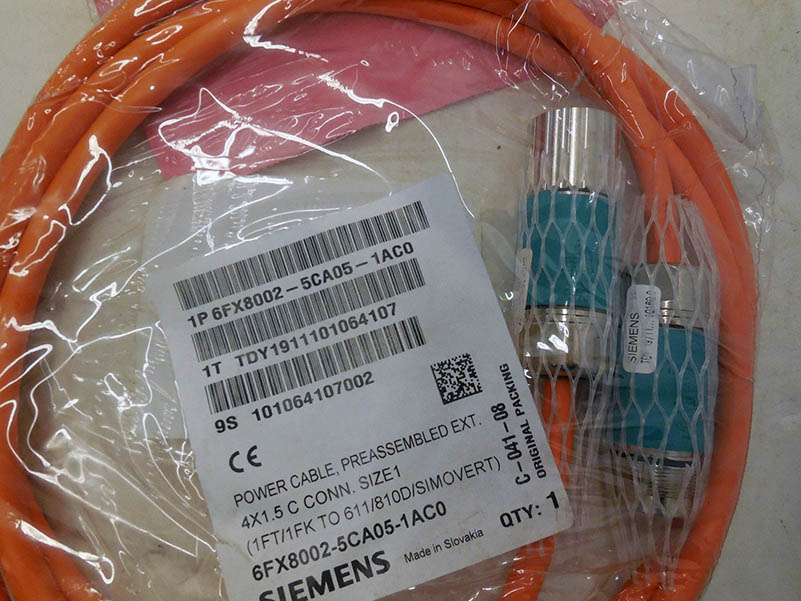 1P 6FX8002-5CA05-1AC0
1T TDY1911101064107
9S 101064107002
CE
POWER CABLE, PREASSEMBLED EXT.
4X1.5 C CONN. SIZE1
(1FT/1FK TO 611/810D/SIMOVERT)
6FX8002-5CA05-1AC0
SIEMENS
Made in Slovakia
QTY: 1
C-041-08
ORIGINAL PACKING
SIEMENS